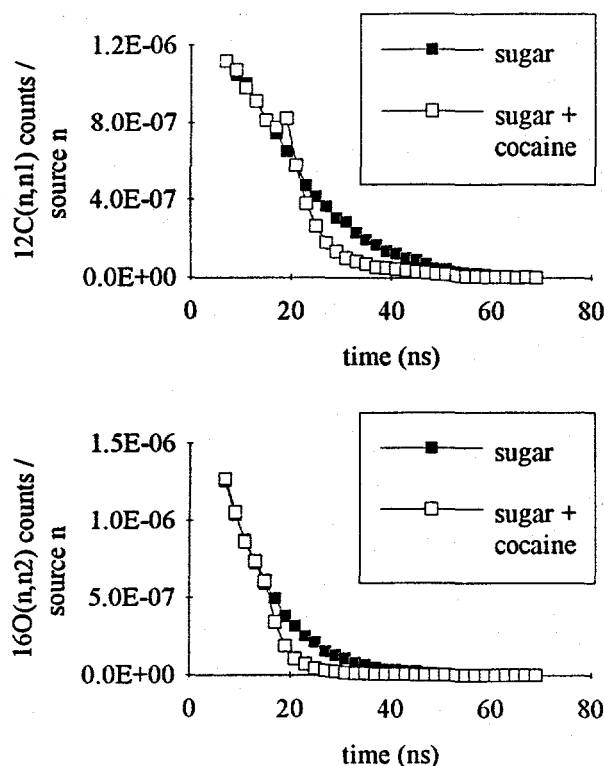 12C(n,n1) counts /
source n
1.2E-06
8.0E-07
4.0E-07
0.0E+00
0 20 40 60 80
time (ns)
sugar
sugar +
cocaine
16O(n,n2) counts /
source n
1.5E-06
1.0E-06
5.0E-07
0.0E+00
0 20 40 60 80
time (ns)
sugar
sugar +
cocaine